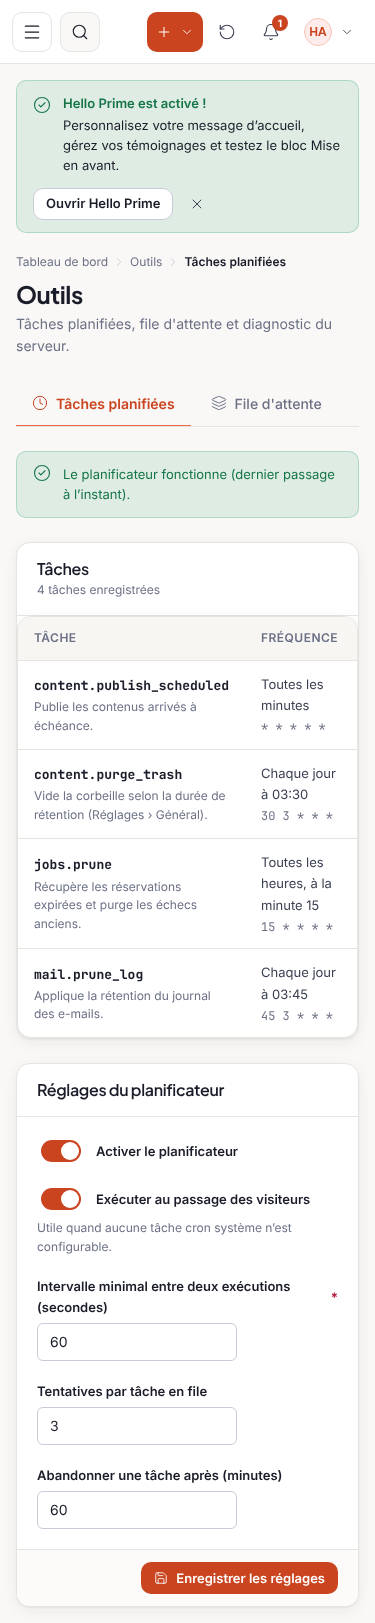 1
HA
Hello Prime est activé !
Personnalisez votre message d’accueil,
gérez vos témoignages et testez le bloc Mise
en avant.
Ouvrir Hello Prime
Tableau de bord
Outils
Tâches planifiées
Outils
Tâches planifiées, file d'attente et diagnostic du
serveur.
Tâches planifiées
File d'attente
Le planificateur fonctionne (dernier passage
à l’instant).
Tâches
4 tâches enregistrées
TÂCHE
FRÉQUENCE
content.publish_scheduled
Publie les contenus arrivés à
échéance.
Toutes les
minutes
* * * * *
content.purge_trash
Vide la corbeille selon la durée de
rétention (Réglages › Général).
Chaque jour
à 03:30
30 3 * * *
jobs.prune
Récupère les réservations
expirées et purge les échecs
anciens.
Toutes les
heures, à la
minute 15
15 * * * *
mail.prune_log
Applique la rétention du journal
des e-mails.
Chaque jour
à 03:45
45 3 * * *
Réglages du planificateur
Activer le planificateur
Exécuter au passage des visiteurs
Utile quand aucune tâche cron système n’est
configurable.
Intervalle minimal entre deux exécutions
(secondes) *
60
Tentatives par tâche en file
3
Abandonner une tâche après (minutes)
60
Enregistrer les réglages